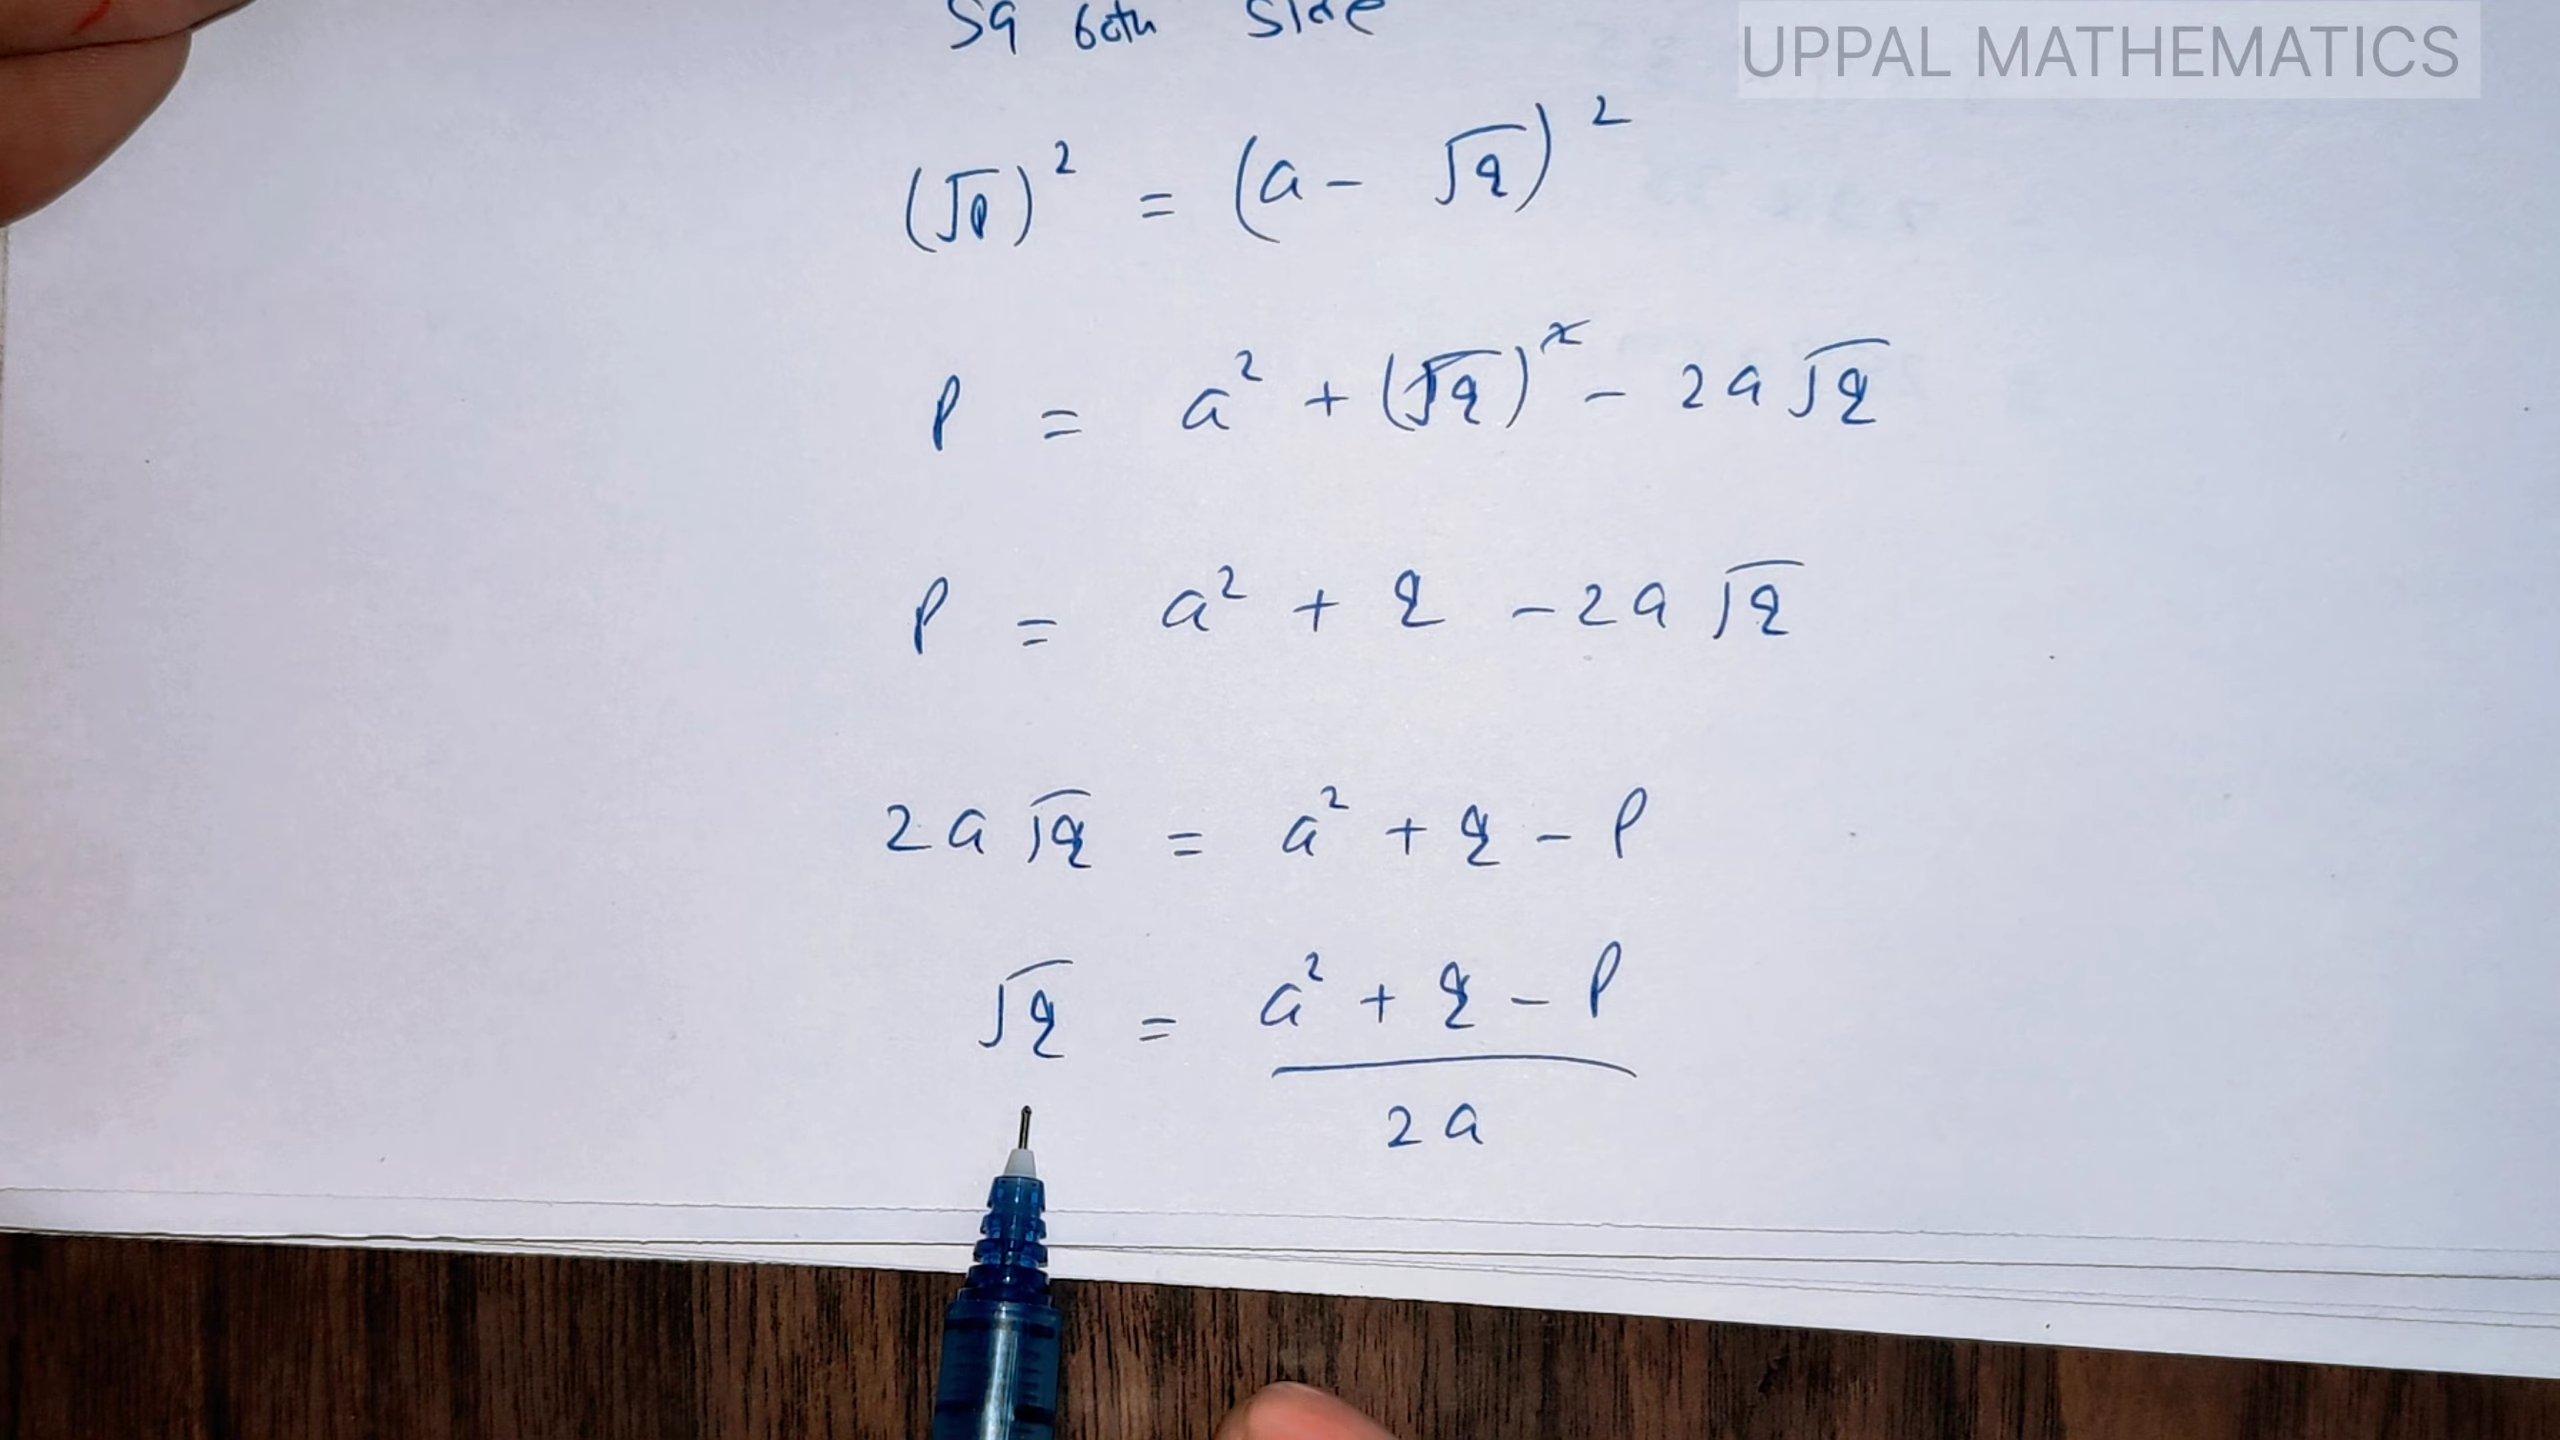 Sq both side
UPPAL MATHEMATICS
(√p)² = (a - √q)²
p = a² + (√q)² - 2a√q
p = a² + q - 2a√q
2a√q = a² + q - p
√q = (a² + q - p) / 2a